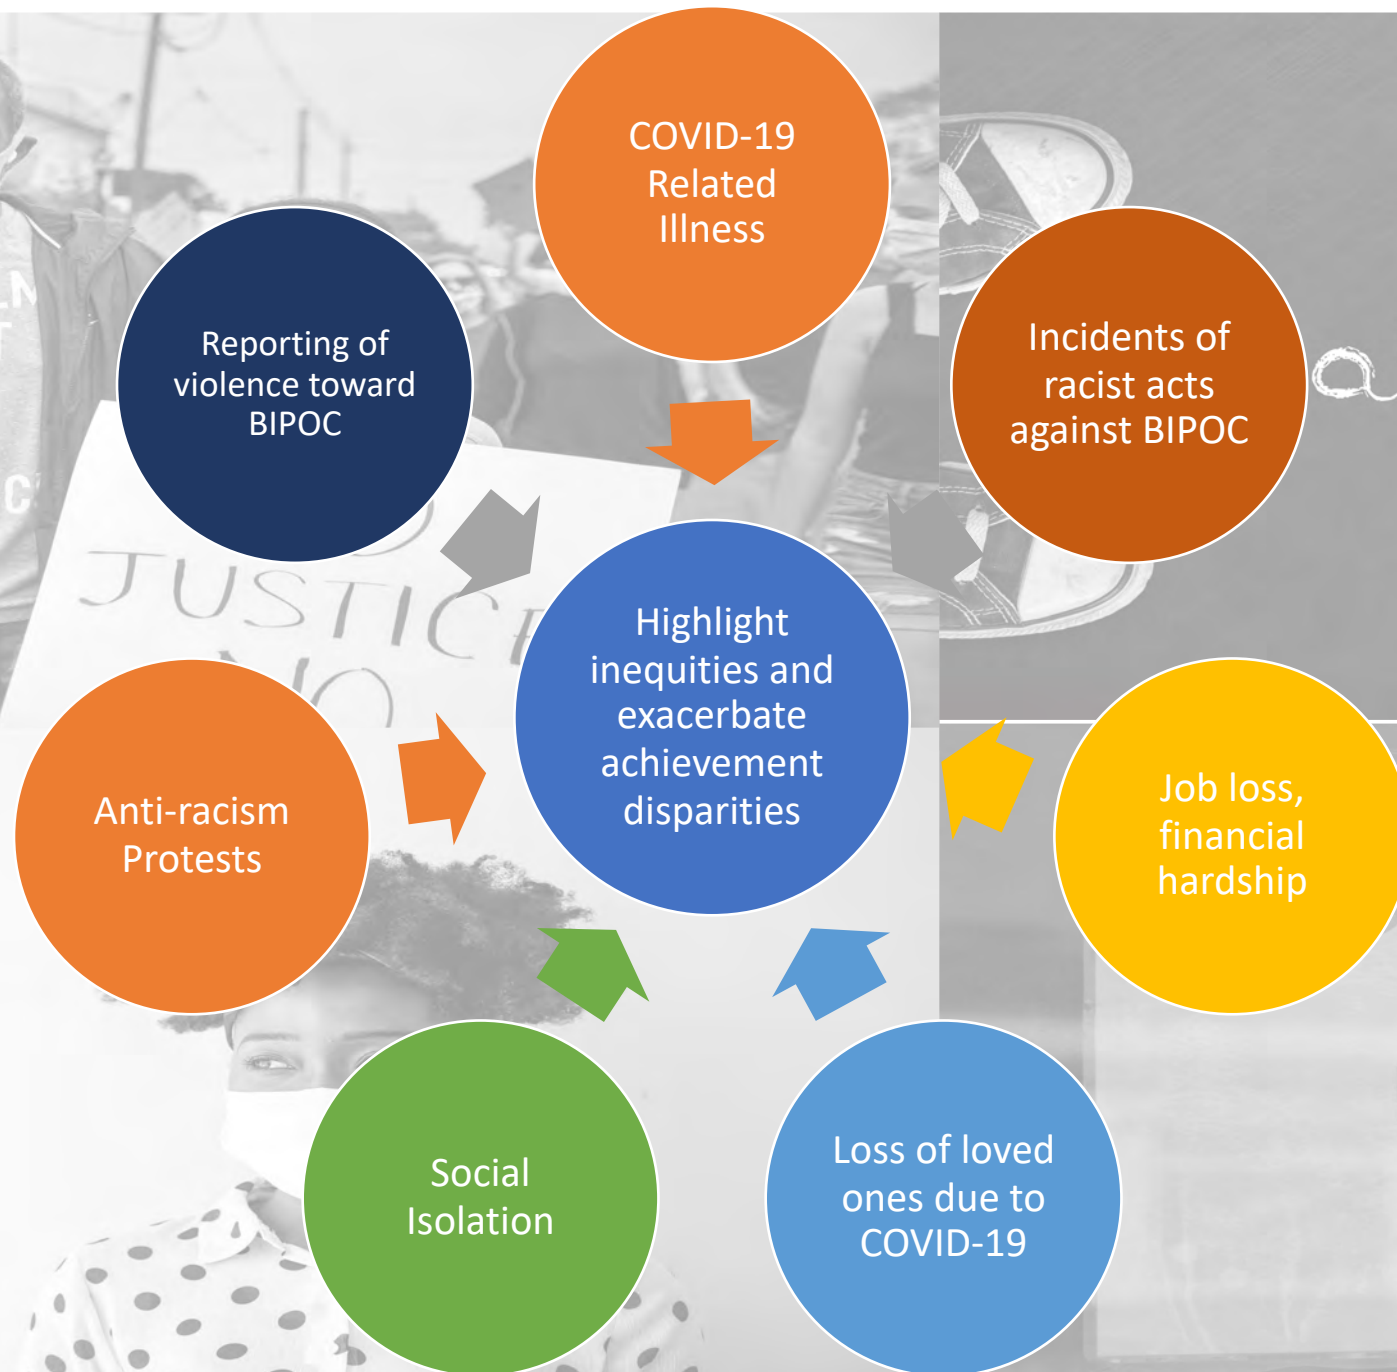 COVID-19
Related
Illness
Reporting of
violence toward
BIPOC
Incidents of
racist acts
against BIPOC
JUSTICE
NO
Highlight
inequities and
exacerbate
achievement
disparities
Anti-racism
Protests
Job loss,
financial
hardship
Social
Isolation
Loss of loved
ones due to
COVID-19